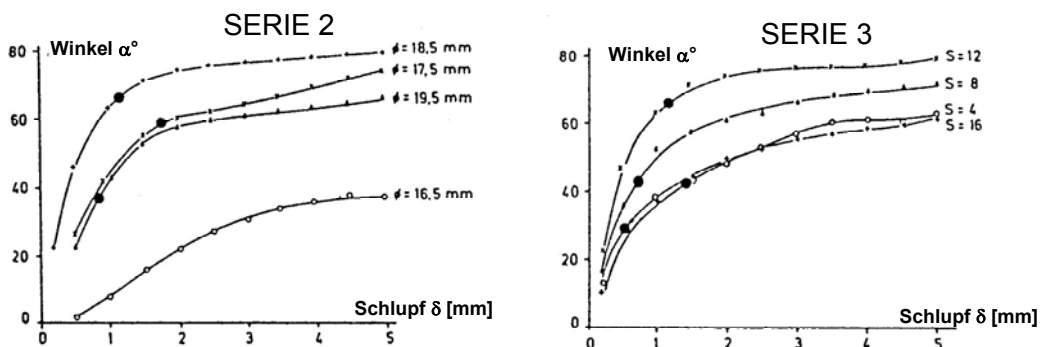 SERIE 2
Winkel α°
80
60
40
20
0
ϕ = 18,5 mm
ϕ = 17,5 mm
ϕ = 19,5 mm
ϕ = 16,5 mm
Schlupf δ [mm]
0 1 2 3 4 5
SERIE 3
Winkel α°
80
60
40
20
0
S = 12
S = 8
S = 4
S = 16
Schlupf δ [mm]
0 1 2 3 4 5